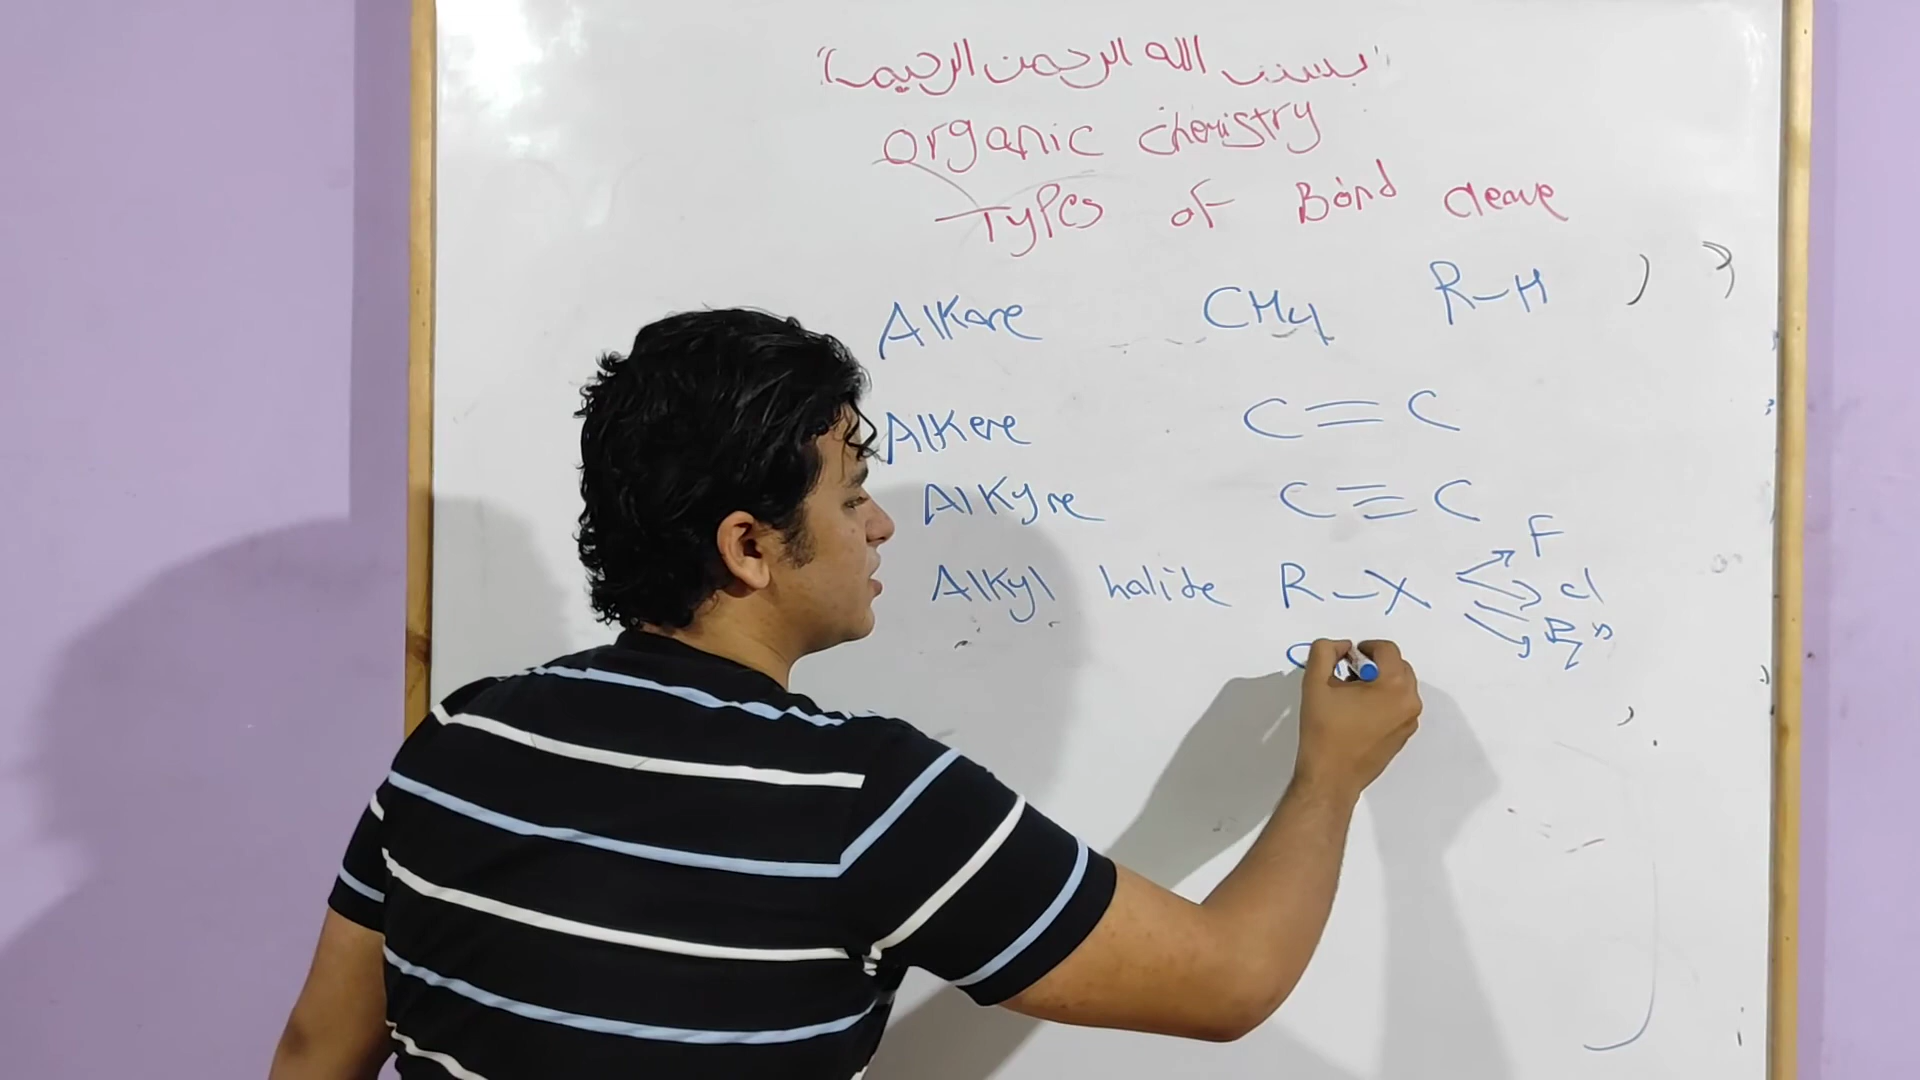 "بسم الله الرحمن الرحيم"
organic chemistry
Types of Bond cleave
Alkane CH4 R-H
Alkene C=C
Alkyne C≡C
Alkyl halide R-X F
Cl
Br
I
C